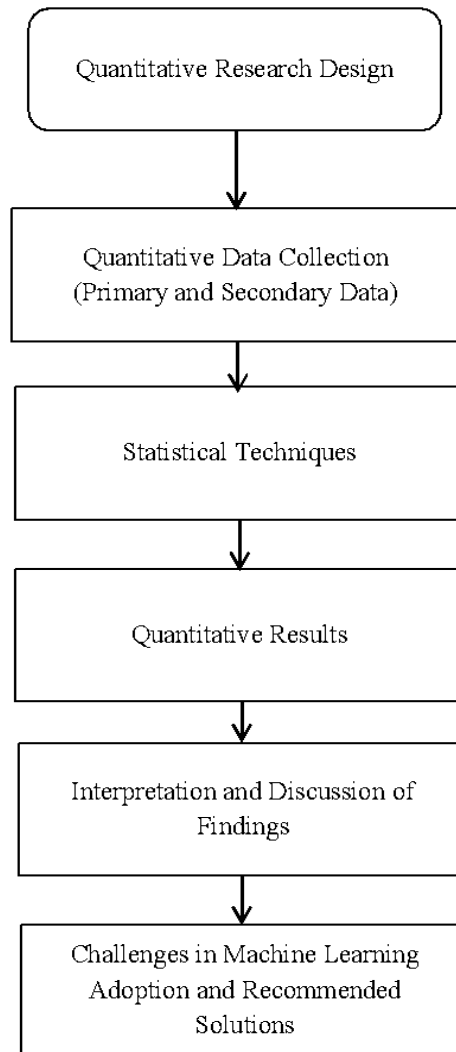 Quantitative Research Design
Quantitative Data Collection
(Primary and Secondary Data)
Statistical Techniques
Quantitative Results
Interpretation and Discussion of
Findings
Challenges in Machine Learning
Adoption and Recommended
Solutions